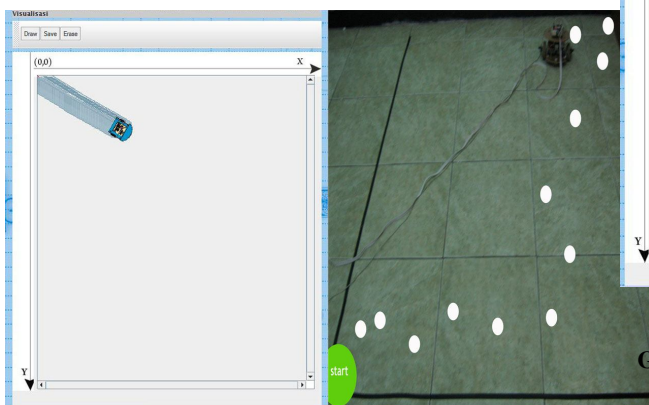 Visualisasi
Draw Save Erase
(0,0) X
Y
start
Y